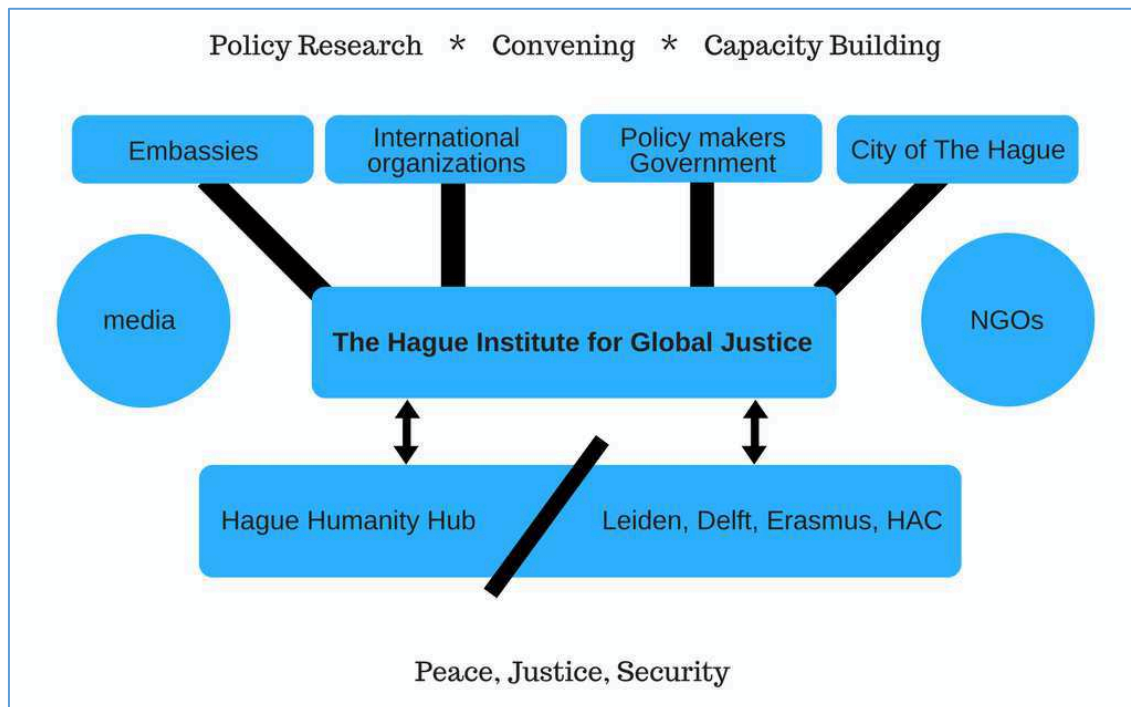 Policy Research * Convening * Capacity Building
Embassies
International
organizations
Policy makers
Government
City of The Hague
media
The Hague Institute for Global Justice
NGOs
Hague Humanity Hub
Leiden, Delft, Erasmus, HAC
Peace, Justice, Security